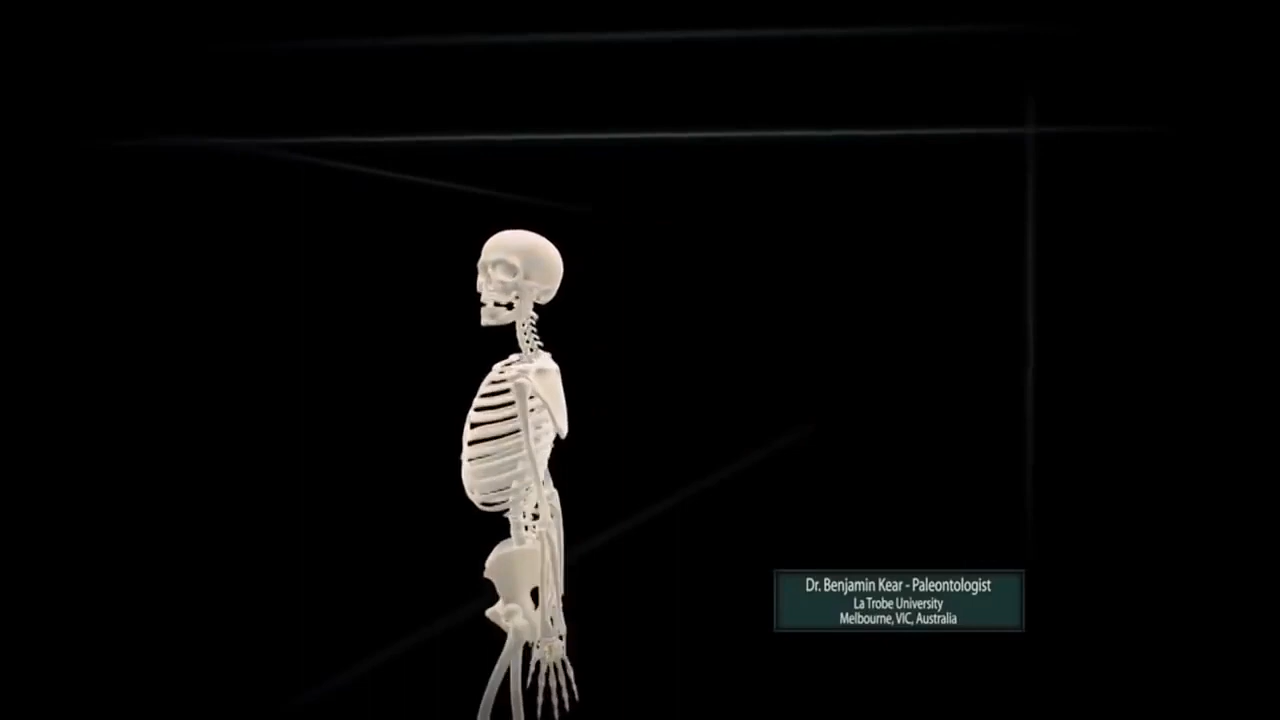 Dr. Benjamin Kear - Paleontologist
La Trobe University
Melbourne, VIC, Australia